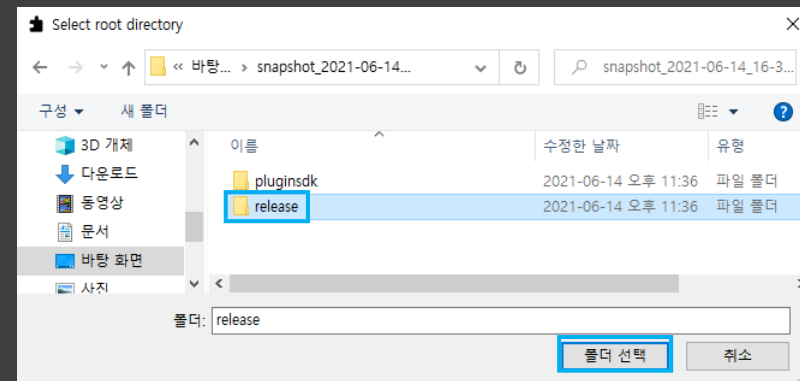 Select root directory
« 바탕... › snapshot_2021-06-14... snapshot_2021-06-14_16-3...
구성 새 폴더
3D 개체
다운로드
동영상
문서
바탕 화면
사진
이름 수정한 날짜 유형
pluginsdk 2021-06-14 오후 11:36 파일 폴더
release 2021-06-14 오후 11:36 파일 폴더
폴더: release
폴더 선택 취소